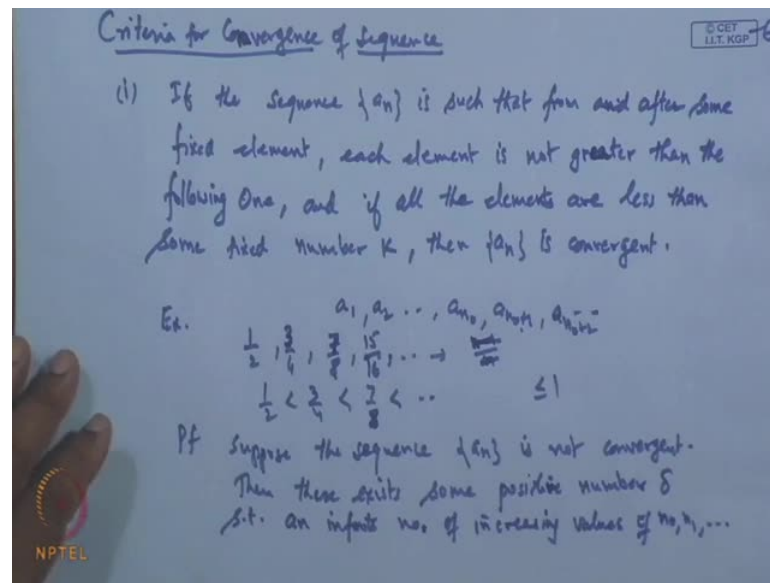 Criteria for Convergence of Sequence
© CET
I.I.T. KGP
(i) If the sequence {an} is such that from and after some
fixed element, each element is not greater than the
following One, and if all the elements are less than
Some fixed number K, then {an} is convergent.
Ex. a1, a2 .., an0, an0+1, an0+2 --
1/2, 3/4, 7/8, 15/16, .. →
1/2 < 3/4 < 7/8 < .. ≤ 1
Pf Suppose the sequence {an} is not convergent.
Then there exists some positive number δ
s.t. an infinite no. of increasing values of n0, n1, ...
NPTEL